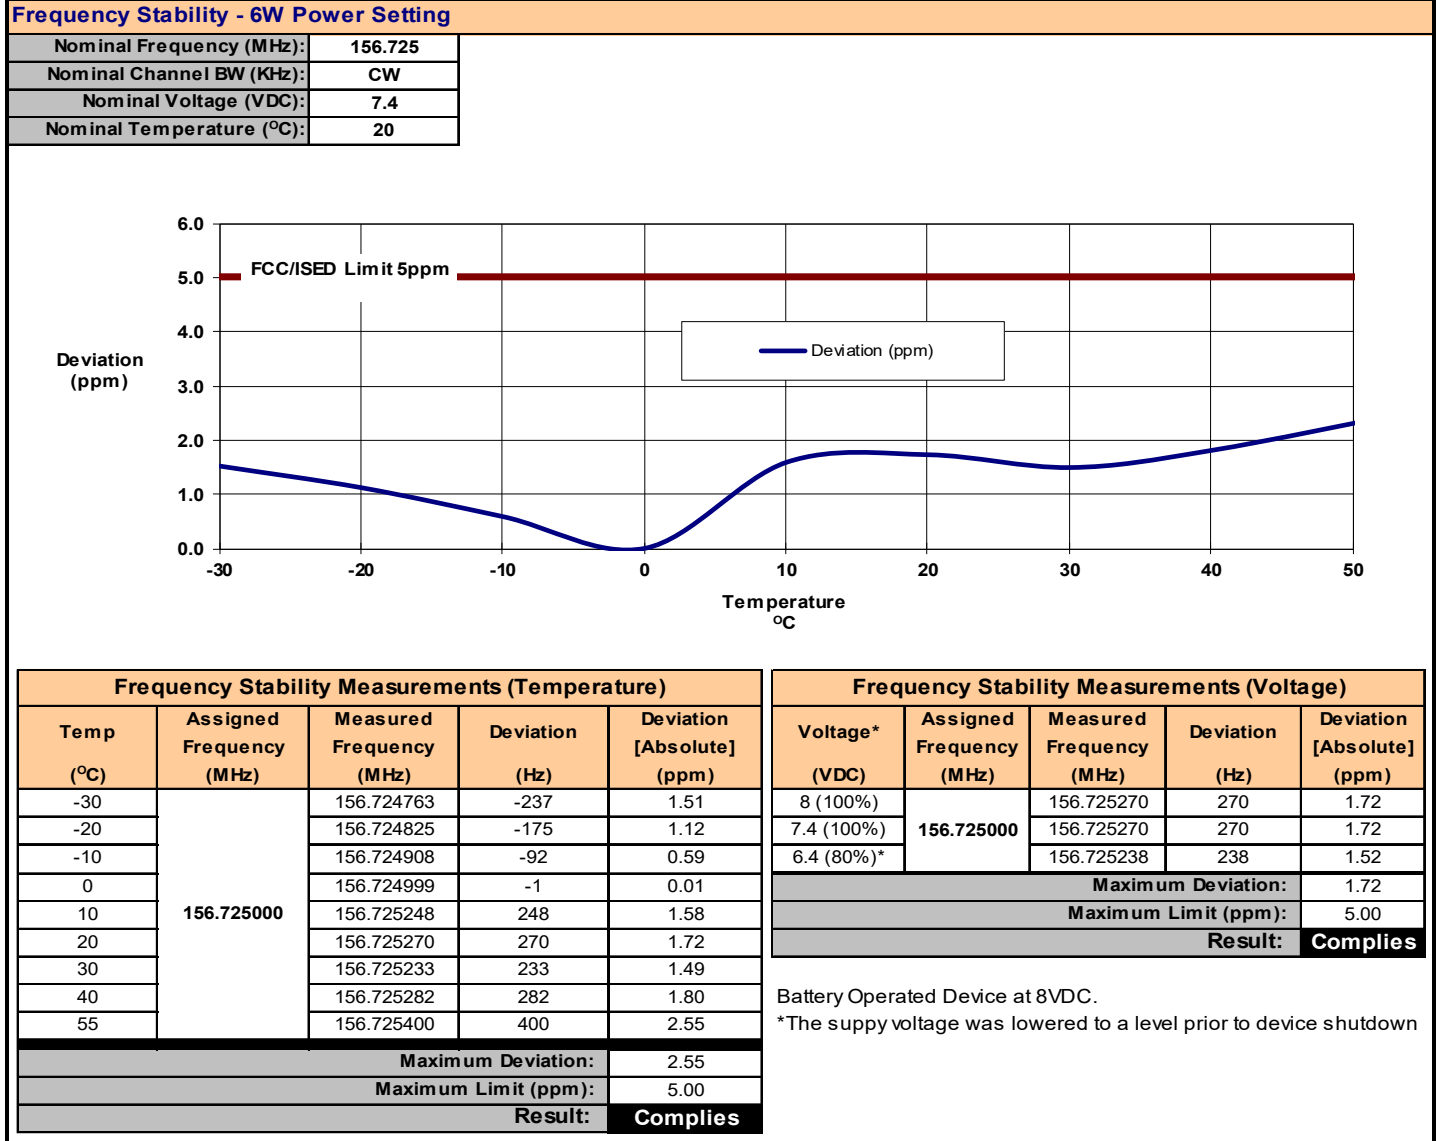 Frequency Stability - 6W Power Setting
Nominal Frequency (MHz): 156.725
Nominal Channel BW (KHz): CW
Nominal Voltage (VDC): 7.4
Nominal Temperature (OC): 20
6.0
5.0
4.0
3.0
2.0
1.0
0.0
FCC/ISED Limit 5ppm
Deviation (ppm)
Deviation
(ppm)
-30 -20 -10 0 10 20 30 40 50
Temperature
OC
Frequency Stability Measurements (Temperature)
Temp Assigned Measured Deviation Deviation
Frequency Frequency [Absolute]
(OC) (MHz) (MHz) (Hz) (ppm)
-30 156.724763 -237 1.51
-20 156.724825 -175 1.12
-10 156.724908 -92 0.59
0 156.724999 -1 0.01
10 156.725000 156.725248 248 1.58
20 156.725270 270 1.72
30 156.725233 233 1.49
40 156.725282 282 1.80
55 156.725400 400 2.55
Maximum Deviation: 2.55
Maximum Limit (ppm): 5.00
Result: Complies
Frequency Stability Measurements (Voltage)
Voltage* Assigned Measured Deviation Deviation
Frequency Frequency [Absolute]
(VDC) (MHz) (MHz) (Hz) (ppm)
8 (100%) 156.725270 270 1.72
7.4 (100%) 156.725000 156.725270 270 1.72
6.4 (80%)* 156.725238 238 1.52
Maximum Deviation: 1.72
Maximum Limit (ppm): 5.00
Result: Complies
Battery Operated Device at 8VDC.
*The suppy voltage was lowered to a level prior to device shutdown